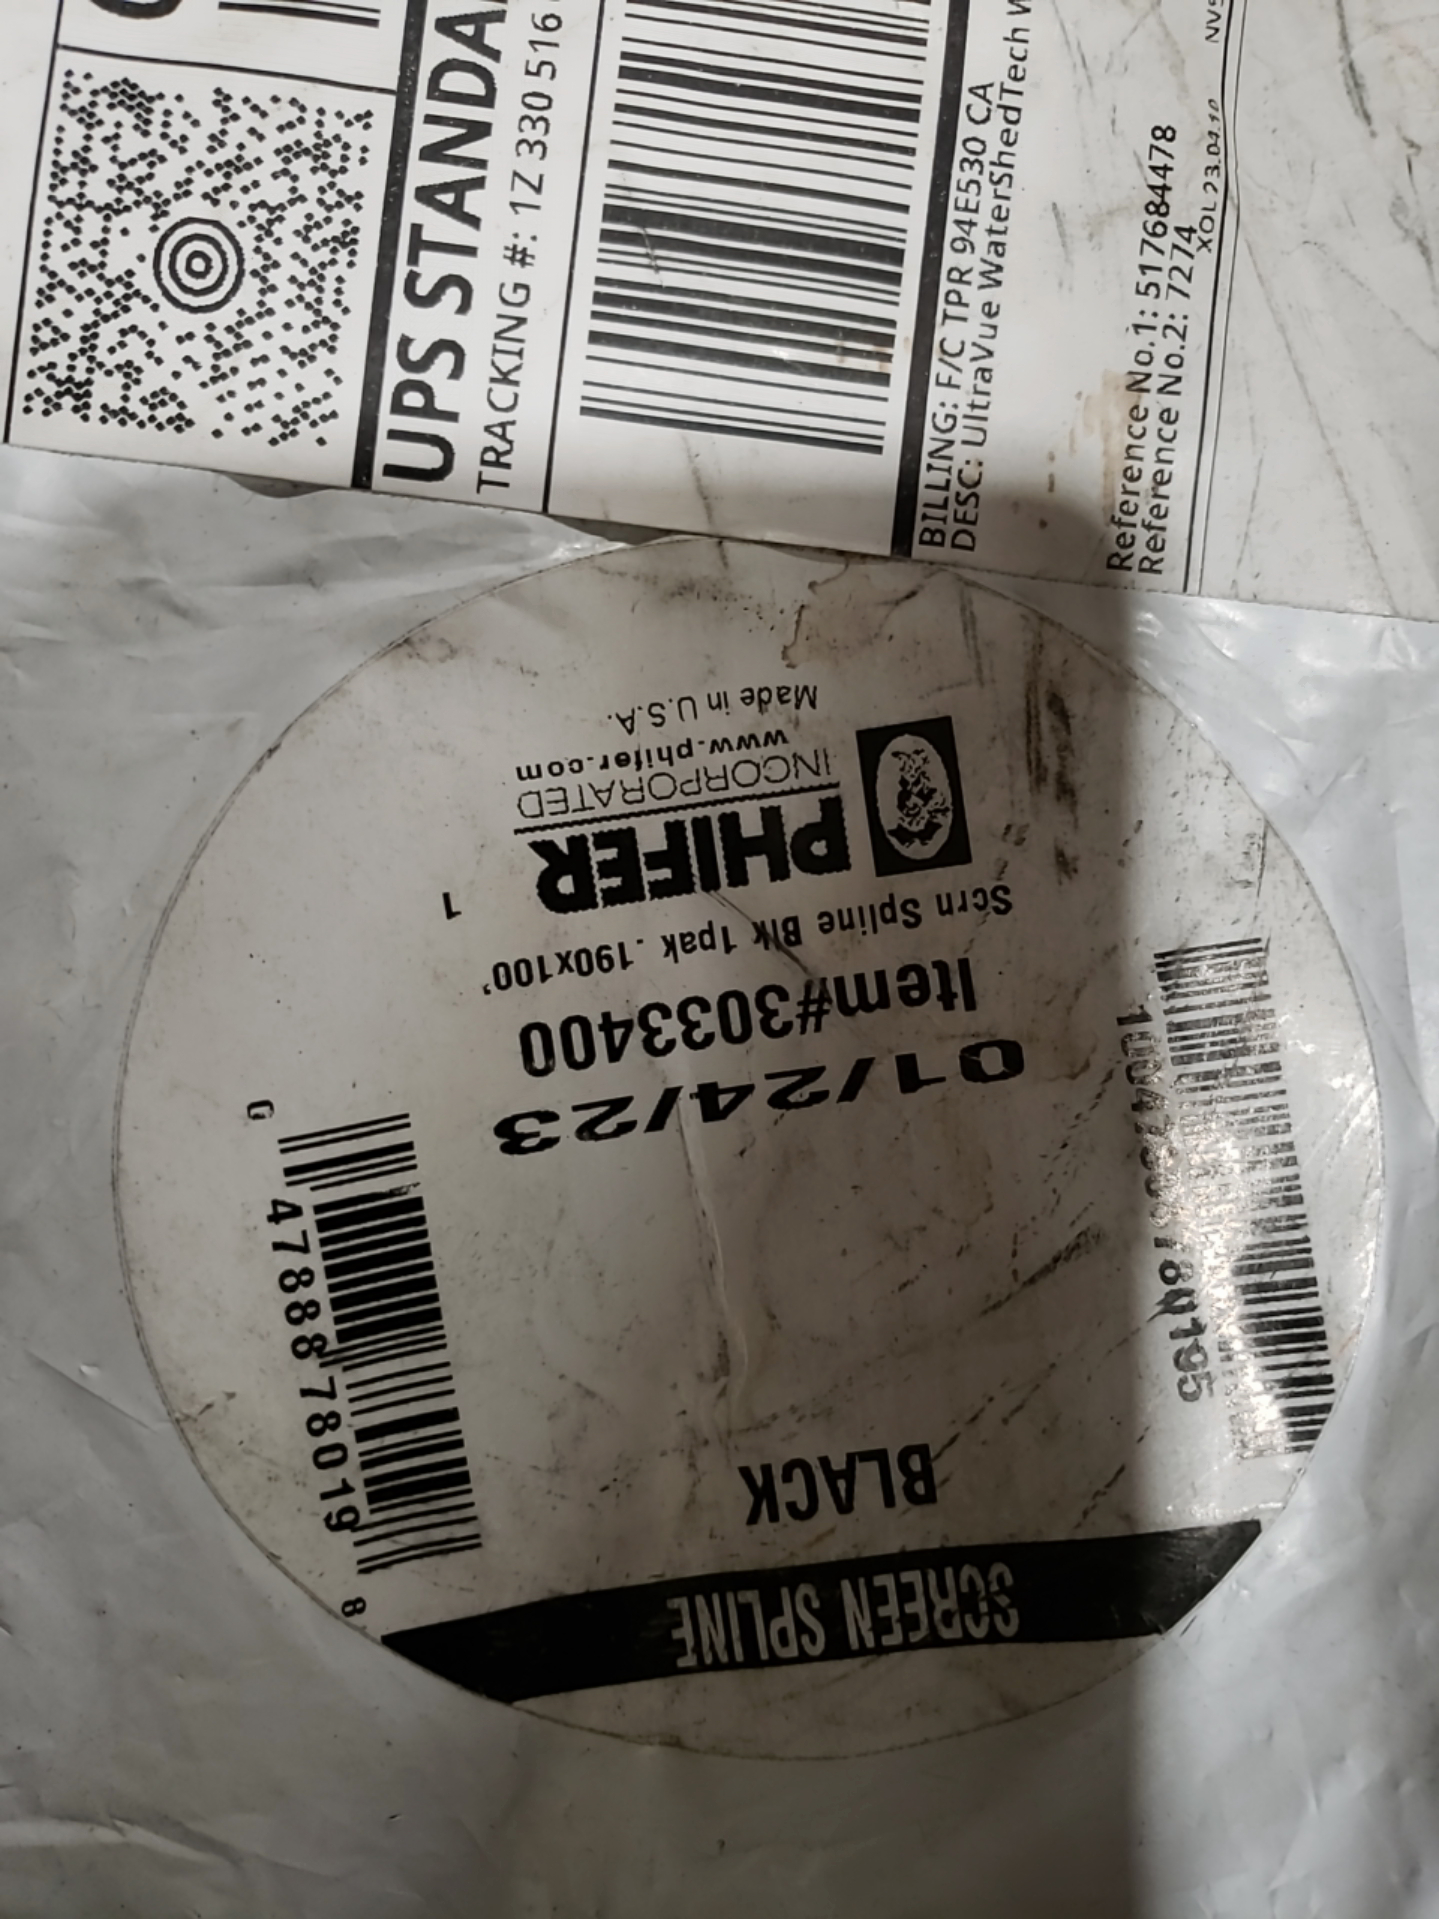 UPS STANDA
TRACKING #: 1Z 330 516
BILLING: F/C TPR 94E530 CA
DESC: UltraVue WaterShedTech
Reference No.1: 517684478
Reference No.2: 7274
XOL 23.04.10
SCREEN SPLINE
BLACK
01/24/23
Item#3033400
Scrn Spline Blk 1pak .190x100'
1
PHIFER
INCORPORATED
www.phifer.com
Made in U.S.A.
0 47888 78019 8